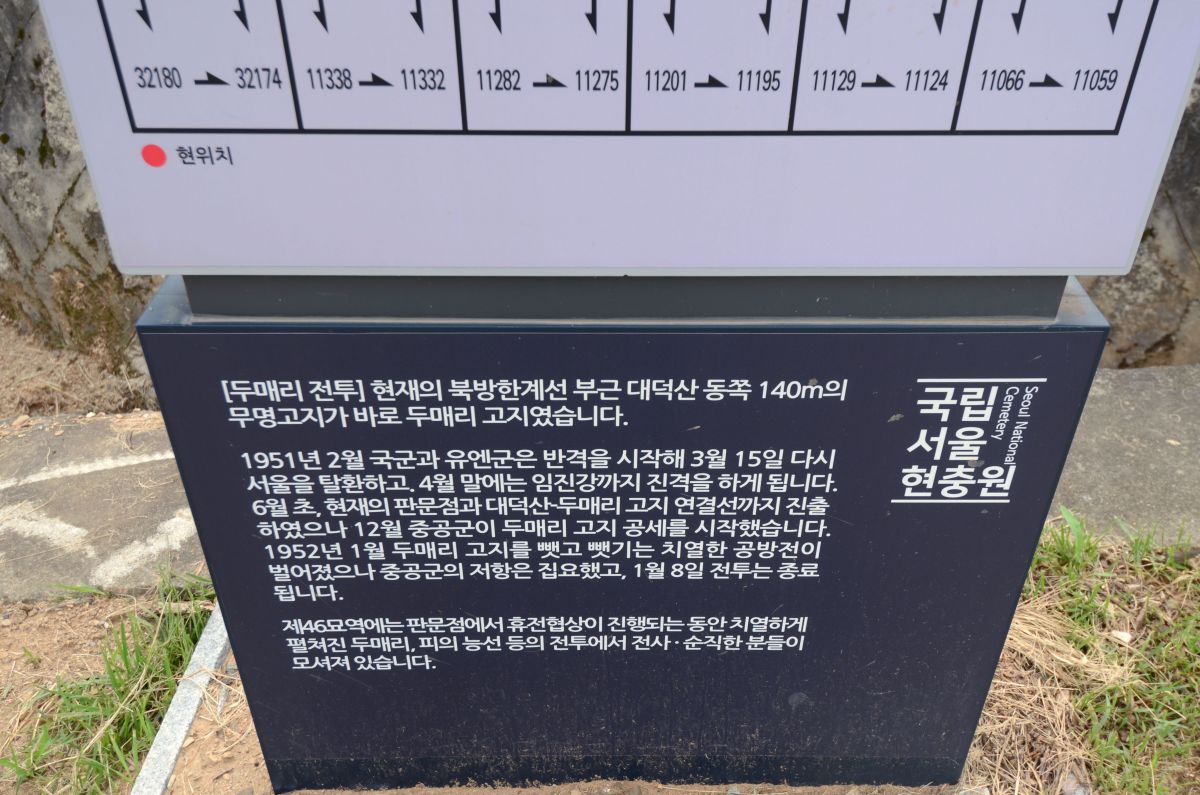 32180 → 32174 11338 → 11332 11282 → 11275 11201 → 11195 11129 → 11124 11066 → 11059
현위치
[두매리 전투] 현재의 북방한계선 부근 대덕산 동쪽 140m의
무명고지가 바로 두매리 고지였습니다.
1951년 2월 국군과 유엔군은 반격을 시작해 3월 15일 다시
서울을 탈환하고, 4월 말에는 임진강까지 진격을 하게 됩니다.
6월 초, 현재의 판문점과 대덕산-두매리 고지 연결선까지 진출
하였으나 12월 중공군이 두매리 고지 공세를 시작했습니다.
1952년 1월 두매리 고지를 뺏고 뺏기는 치열한 공방전이
벌어졌으나 중공군의 저항은 집요했고, 1월 8일 전투는 종료
됩니다.
제46묘역에는 판문점에서 휴전협상이 진행되는 동안 치열하게
펼쳐진 두매리, 피의 능선 등의 전투에서 전사·순직한 분들이
모셔져 있습니다.
국립
서울
현충원
Seoul National
Cemetery